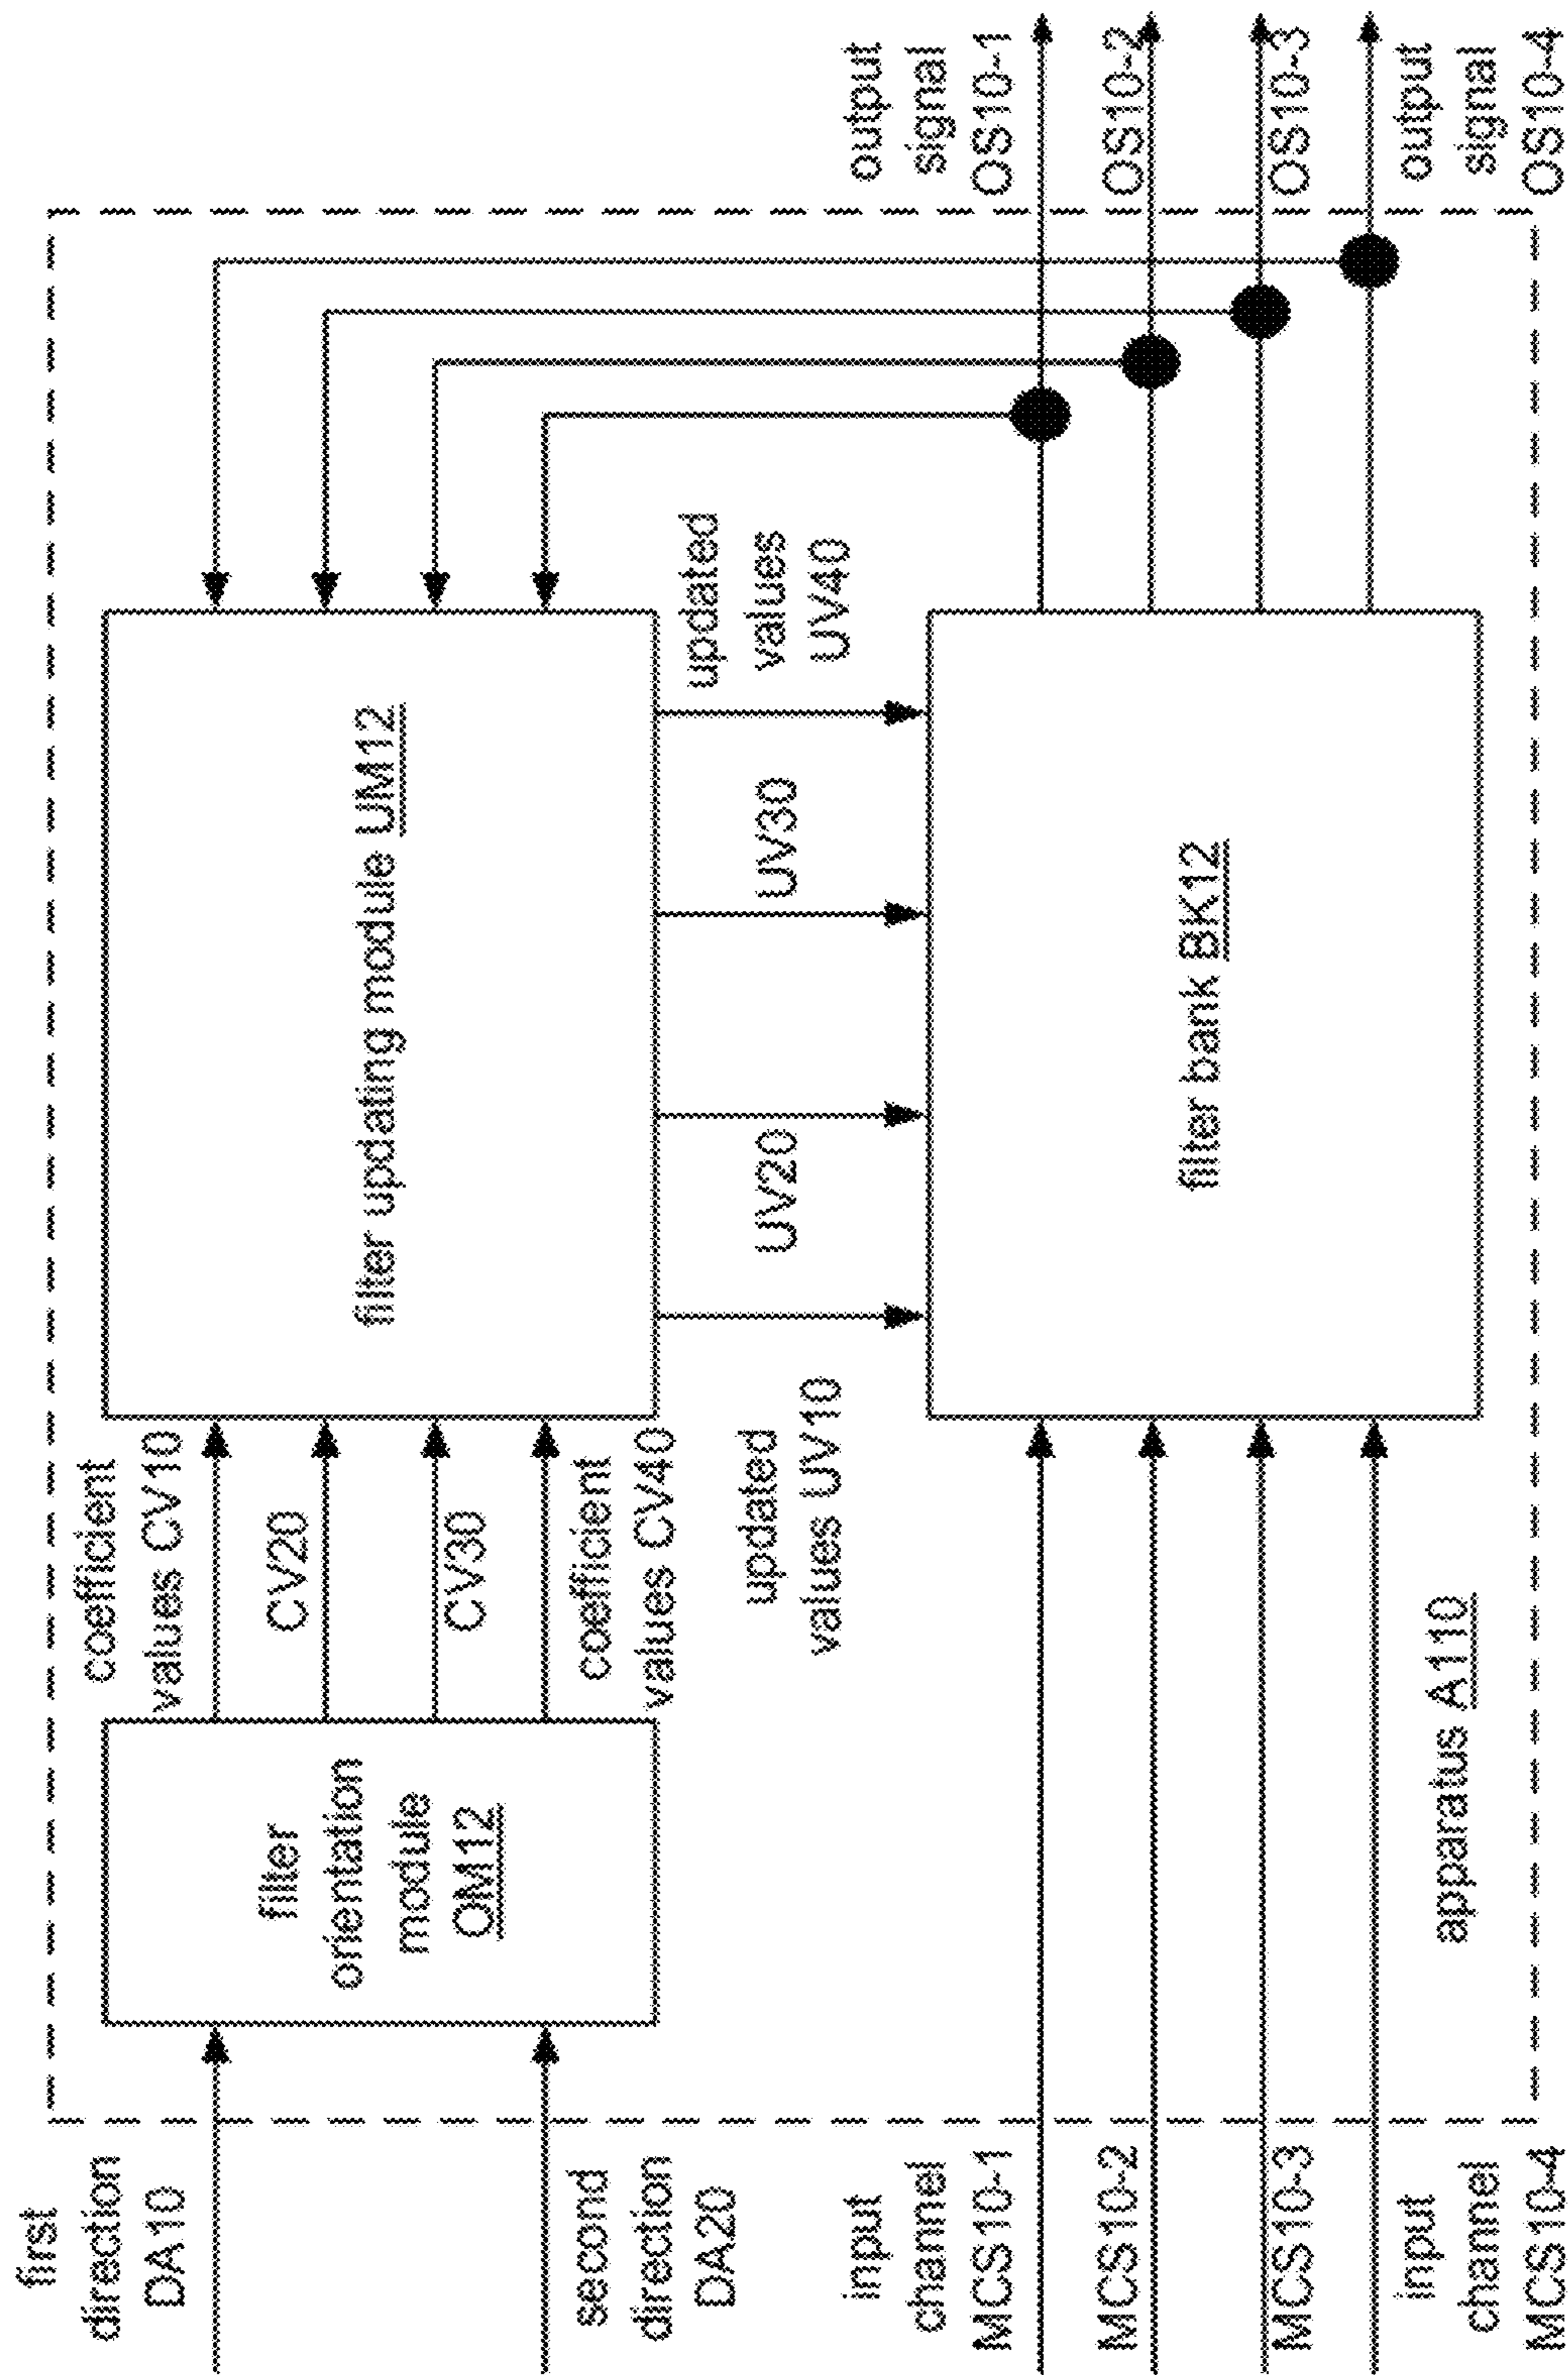 first
direction
DA10
second
direction
DA20
input
channel
MCS10-1
MCS10-2
MCS10-3
input
channel
MCS10-4
filter
orientation
module
OM12
coefficient
values CV10
CV20
CV30
coefficient
values CV40
filter updating module UM12
updated
values UV10
UV20
UV30
updated
values
UV40
filter bank BK12
apparatus A110
output
signal
OS10-1
OS10-2
OS10-3
output
signal
OS10-4